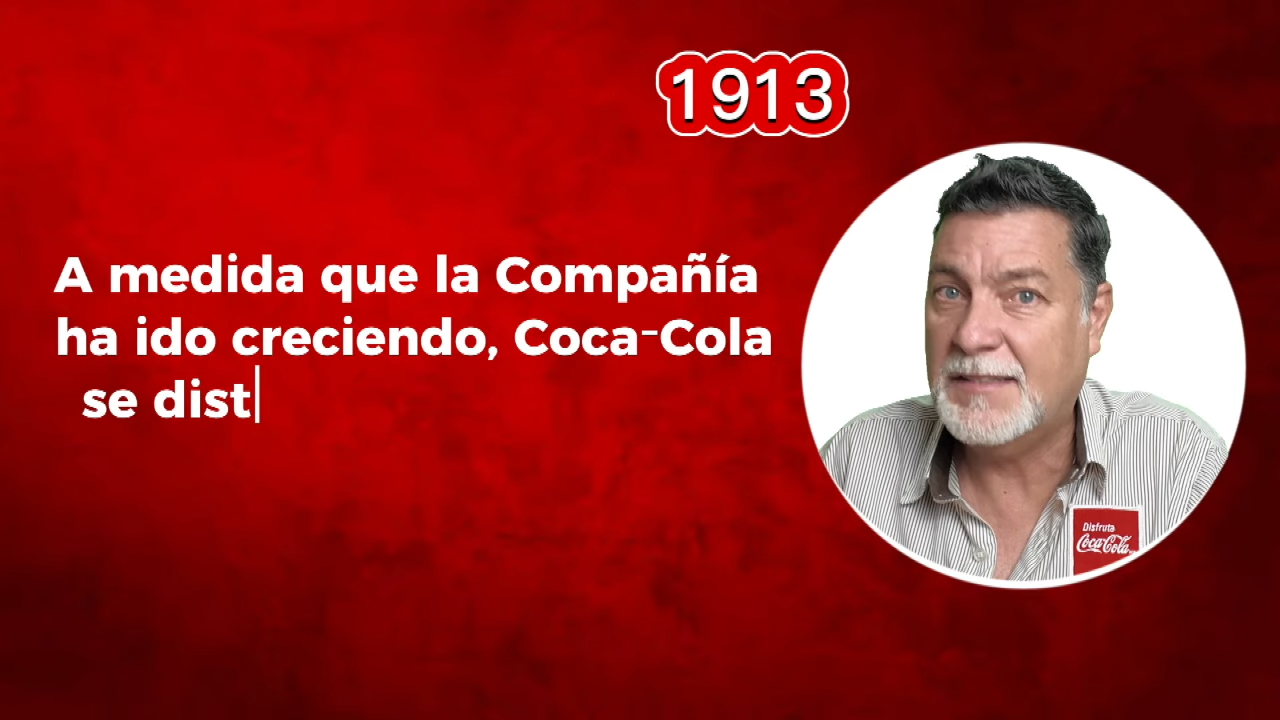 1913
A medida que la Compañía
ha ido creciendo, Coca-Cola
se dist
Disfruta
Coca-Cola